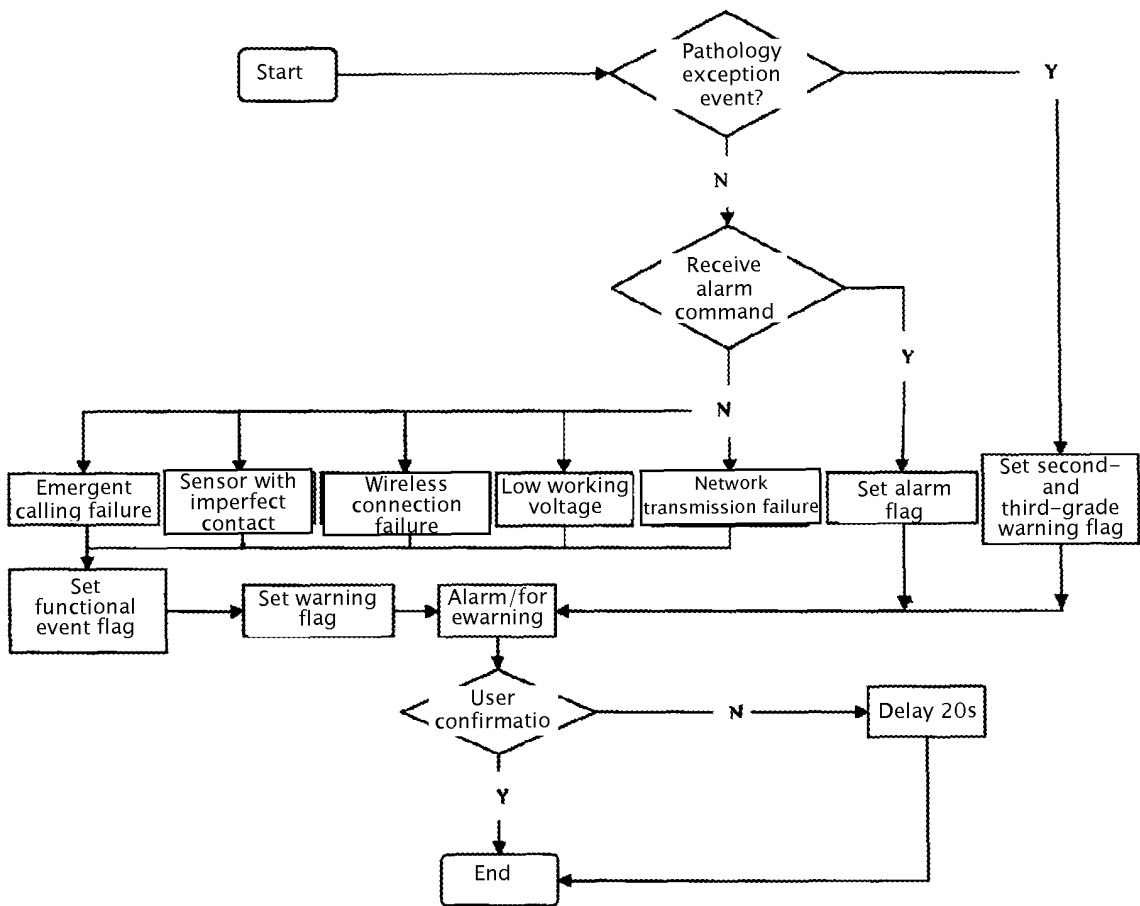 Start
Pathology
exception
event?
Y
N
Receive
alarm
command
Y
N
Emergent
calling failure
Sensor with
imperfect
contact
Wireless
connection
failure
Low working
voltage
Network
transmission failure
Set alarm
flag
Set second-
and
third-grade
warning flag
Set
functional
event flag
Set warning
flag
Alarm/for
ewarning
User
confirmatio
N
Delay 20s
Y
End